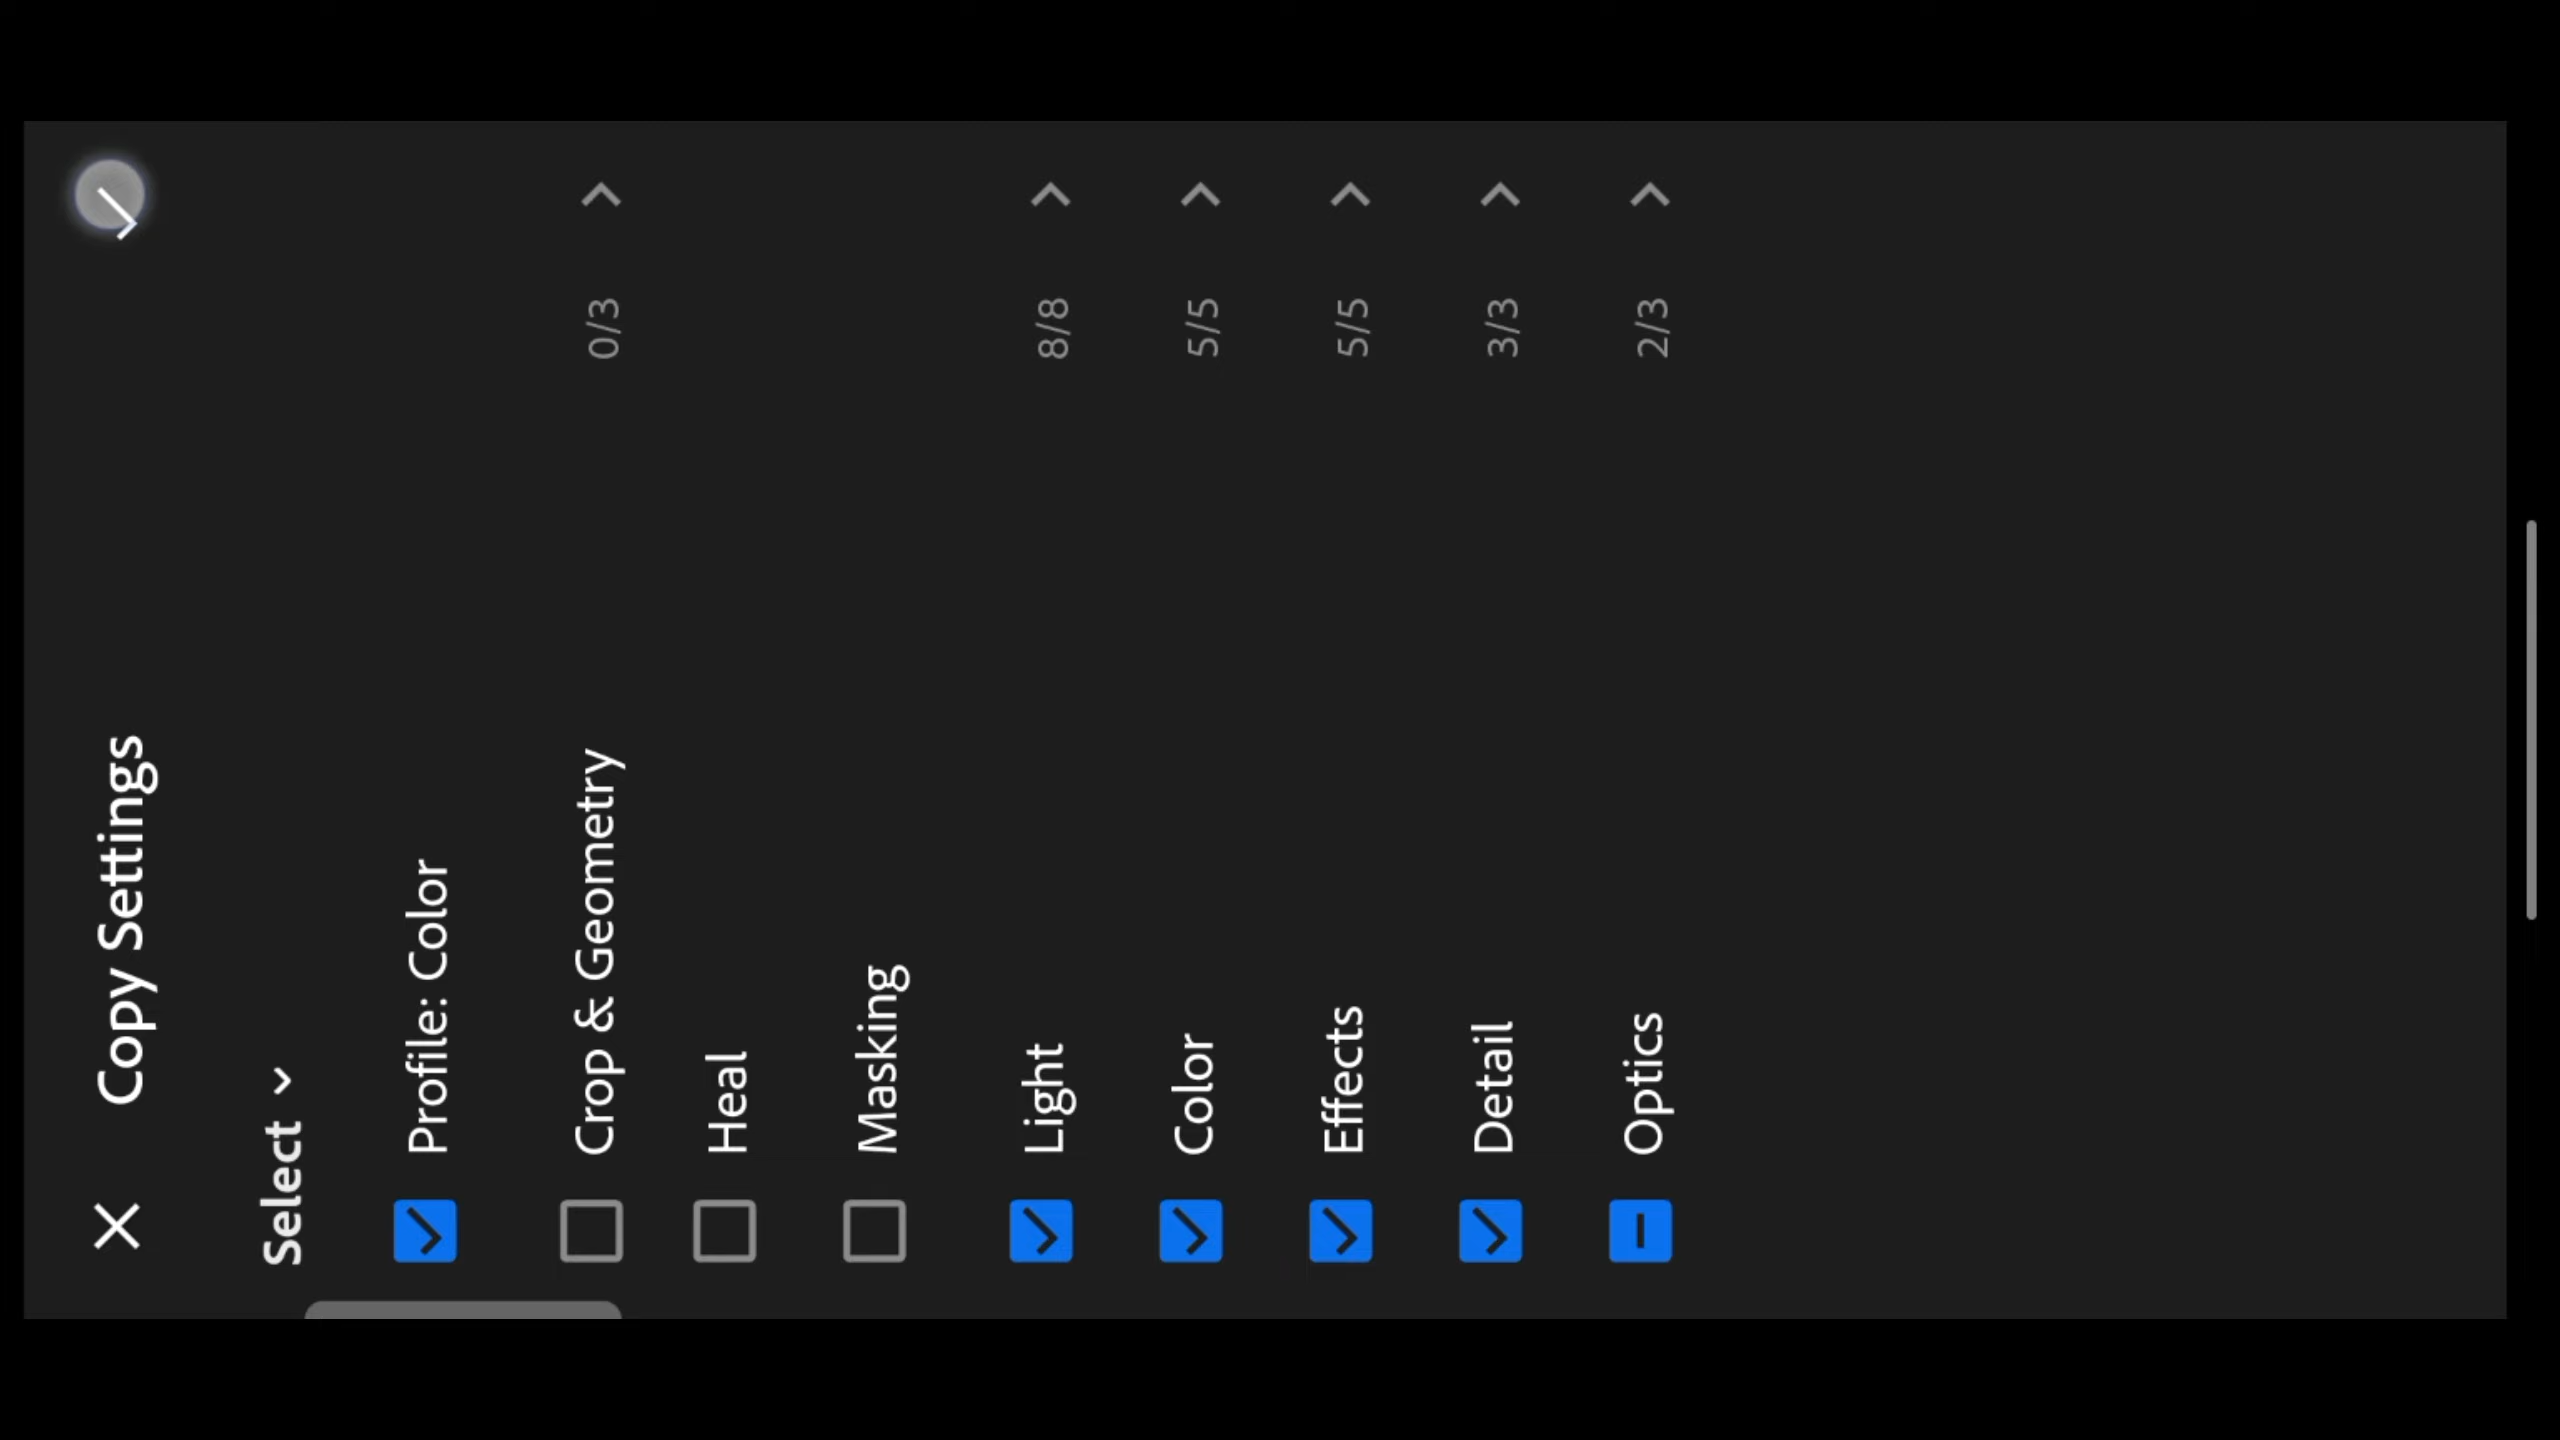 Copy Settings
Select
Profile: Color
Crop & Geometry 0/3
Heal
Masking
Light 8/8
Color 5/5
Effects 5/5
Detail 3/3
Optics 2/3